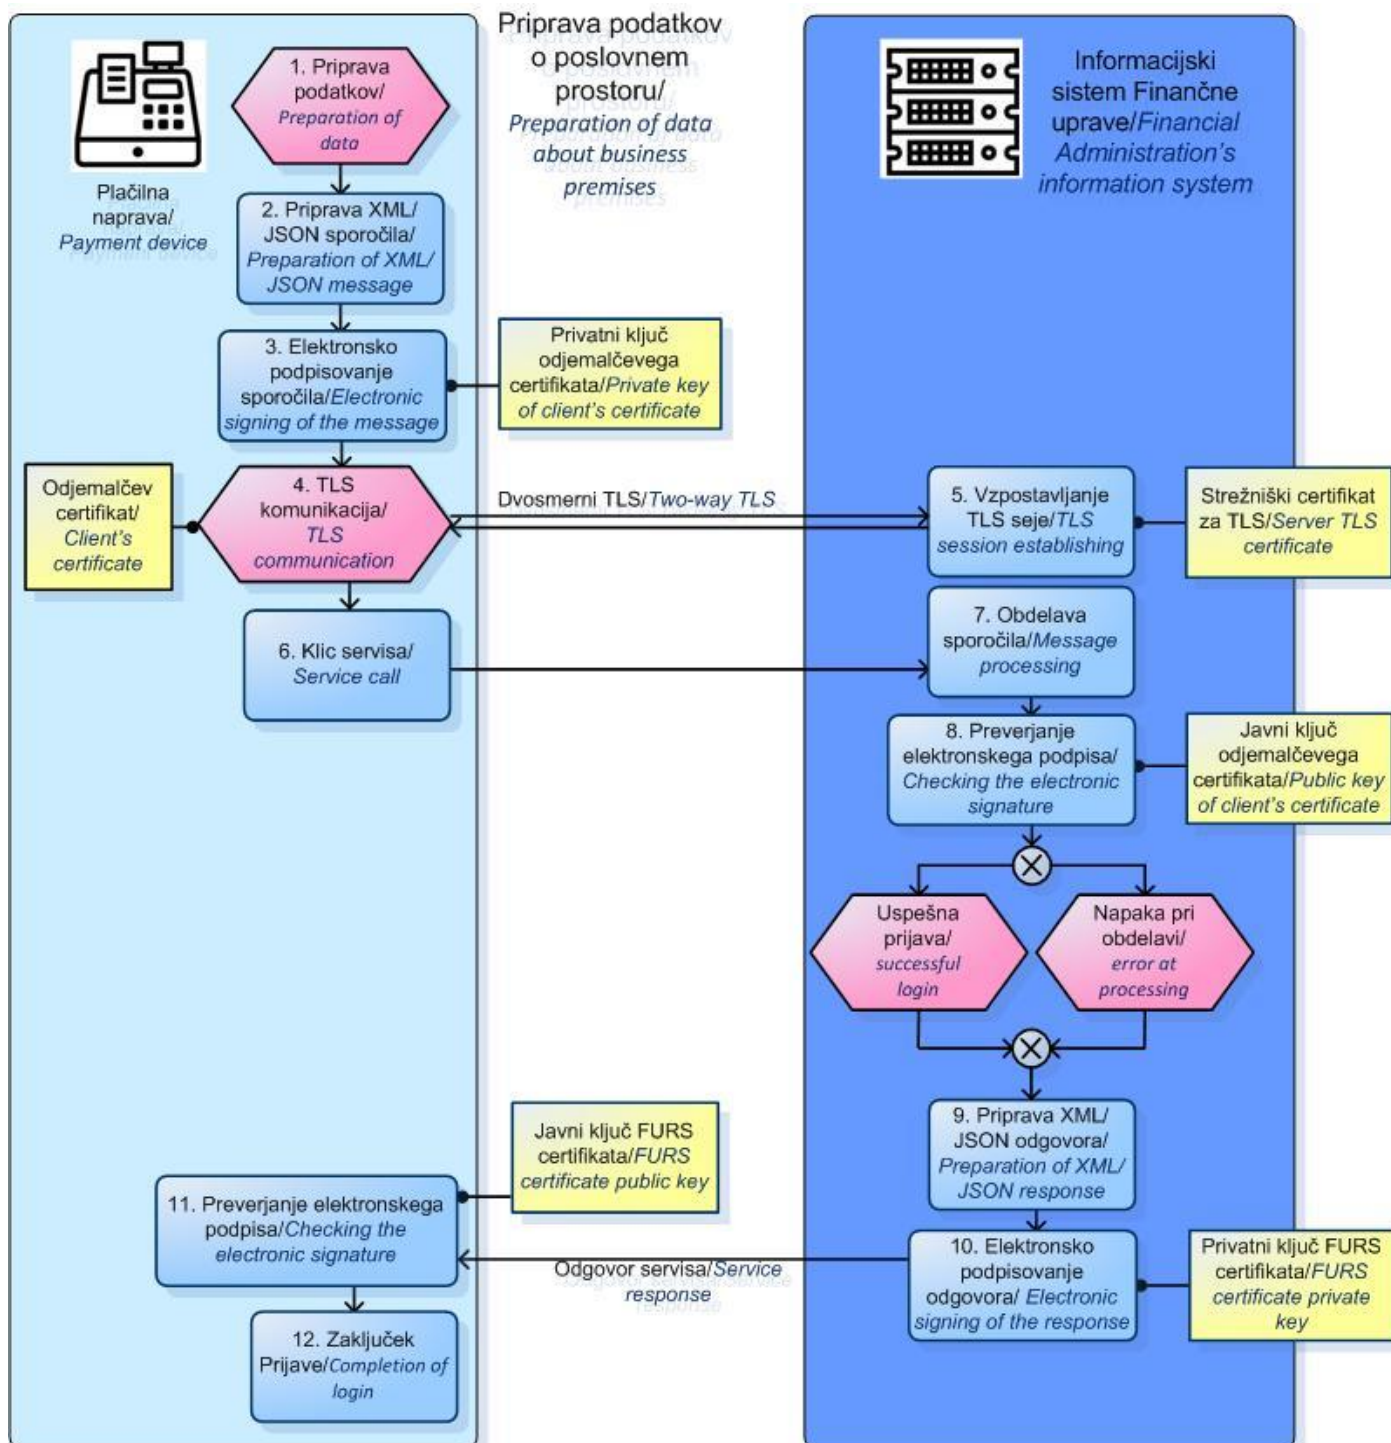 Priprava podatkov
o poslovnem
prostoru/
Preparation of data
about business
premises
Plačilna
naprava/
Payment device
1. Priprava
podatkov/
Preparation of
data
2. Priprava XML/
JSON sporočila/
Preparation of XML/
JSON message
3. Elektronsko
podpisovanje
sporočila/Electronic
signing of the message
Privatni ključ
odjemalčevega
certifikata/Private key
of client's certificate
Odjemalčev
certifikat/
Client's
certificate
4. TLS
komunikacija/
TLS
communication
Dvosmerni TLS/Two-way TLS
6. Klic servisa/
Service call
Informacijski
sistem Finančne
uprave/Financial
Administration's
information system
5. Vzpostavljanje
TLS seje/TLS
session establishing
Strežniški certifikat
za TLS/Server TLS
certificate
7. Obdelava
sporočila/Message
processing
8. Preverjanje
elektronskega podpisa/
Checking the electronic
signature
Javni ključ
odjemalčevega
certifikata/Public key
of client's certificate
Uspešna
prijava/
successful
login
Napaka pri
obdelavi/
error at
processing
9. Priprava XML/
JSON odgovora/
Preparation of XML/
JSON response
10. Elektronsko
podpisovanje
odgovora/ Electronic
signing of the response
Privatni ključ FURS
certifikata/FURS
certificate private
key
Odgovor servisa/Service
response
Javni ključ FURS
certifikata/FURS
certificate public key
11. Preverjanje elektronskega
podpisa/Checking the
electronic signature
12. Zaključek
Prijave/Completion of
login